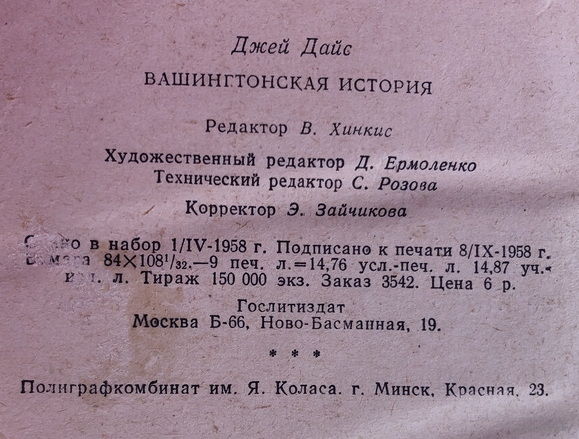 Джей Дайс
ВАШИНГТОНСКАЯ ИСТОРИЯ
Редактор В. Хинкис
Художественный редактор Д. Ермоленко
Технический редактор С. Розова
Корректор Э. Зайчикова
в набор 1/IV-1958 г. Подписано к печати 8/IX-1958 г.
84×108¹/₃₂.—9 печ. л.=14,76 усл.-печ. л. 14,87 уч.-
л. Тираж 150 000 экз. Заказ 3542. Цена 6 р.
Гослитиздат
Москва Б-66, Ново-Басманная, 19.
* * *
Полиграфкомбинат им. Я. Коласа. г. Минск, Красная, 23.